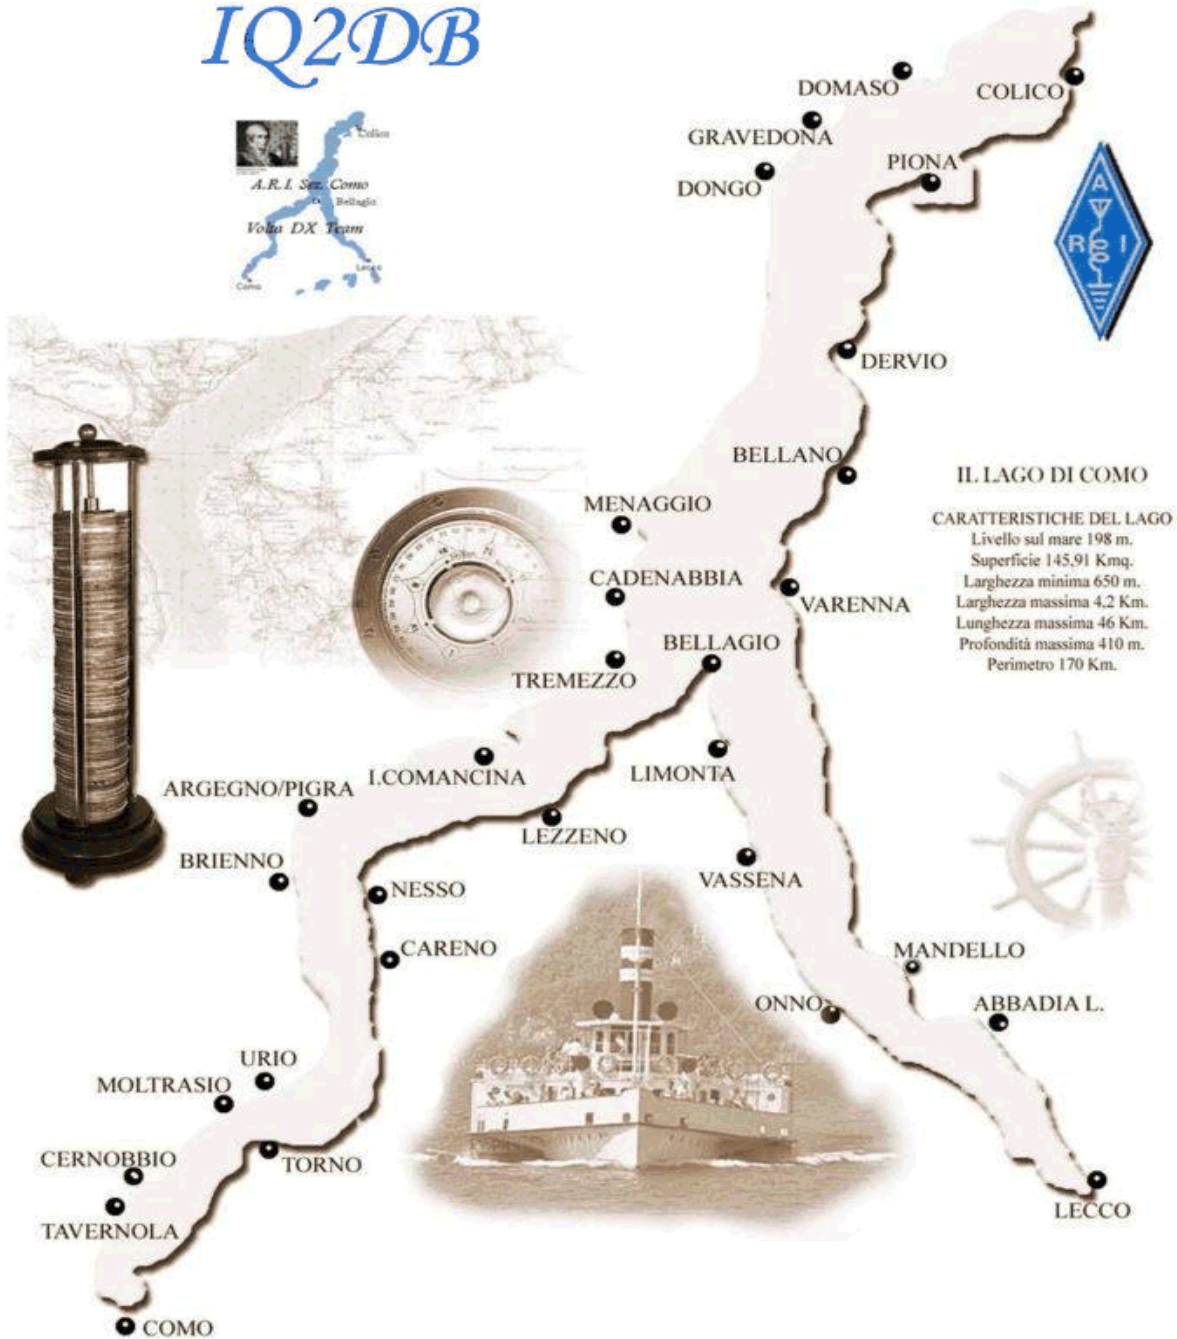 IQ2DB
Colico
A.R.I. Sez. Como
Bellagio
Volta DX Team
Lecco
Como
DOMASO
COLICO
GRAVEDONA
PIONA
DONGO
A
R I
DERVIO
BELLANO
IL LAGO DI COMO
CARATTERISTICHE DEL LAGO
Livello sul mare 198 m.
Superficie 145,91 Kmq.
Larghezza minima 650 m.
Larghezza massima 4,2 Km.
Lunghezza massima 46 Km.
Profondità massima 410 m.
Perimetro 170 Km.
MENAGGIO
CADENABBIA
VARENNA
BELLAGIO
TREMEZZO
I.COMANCINA
LIMONTA
ARGEGNO/PIGRA
LEZZENO
BRIENNO
NESSO
VASSENA
CARENO
MANDELLO
ONNO
ABBADIA L.
URIO
MOLTRASIO
CERNOBBIO
TORNO
TAVERNOLA
LECCO
COMO